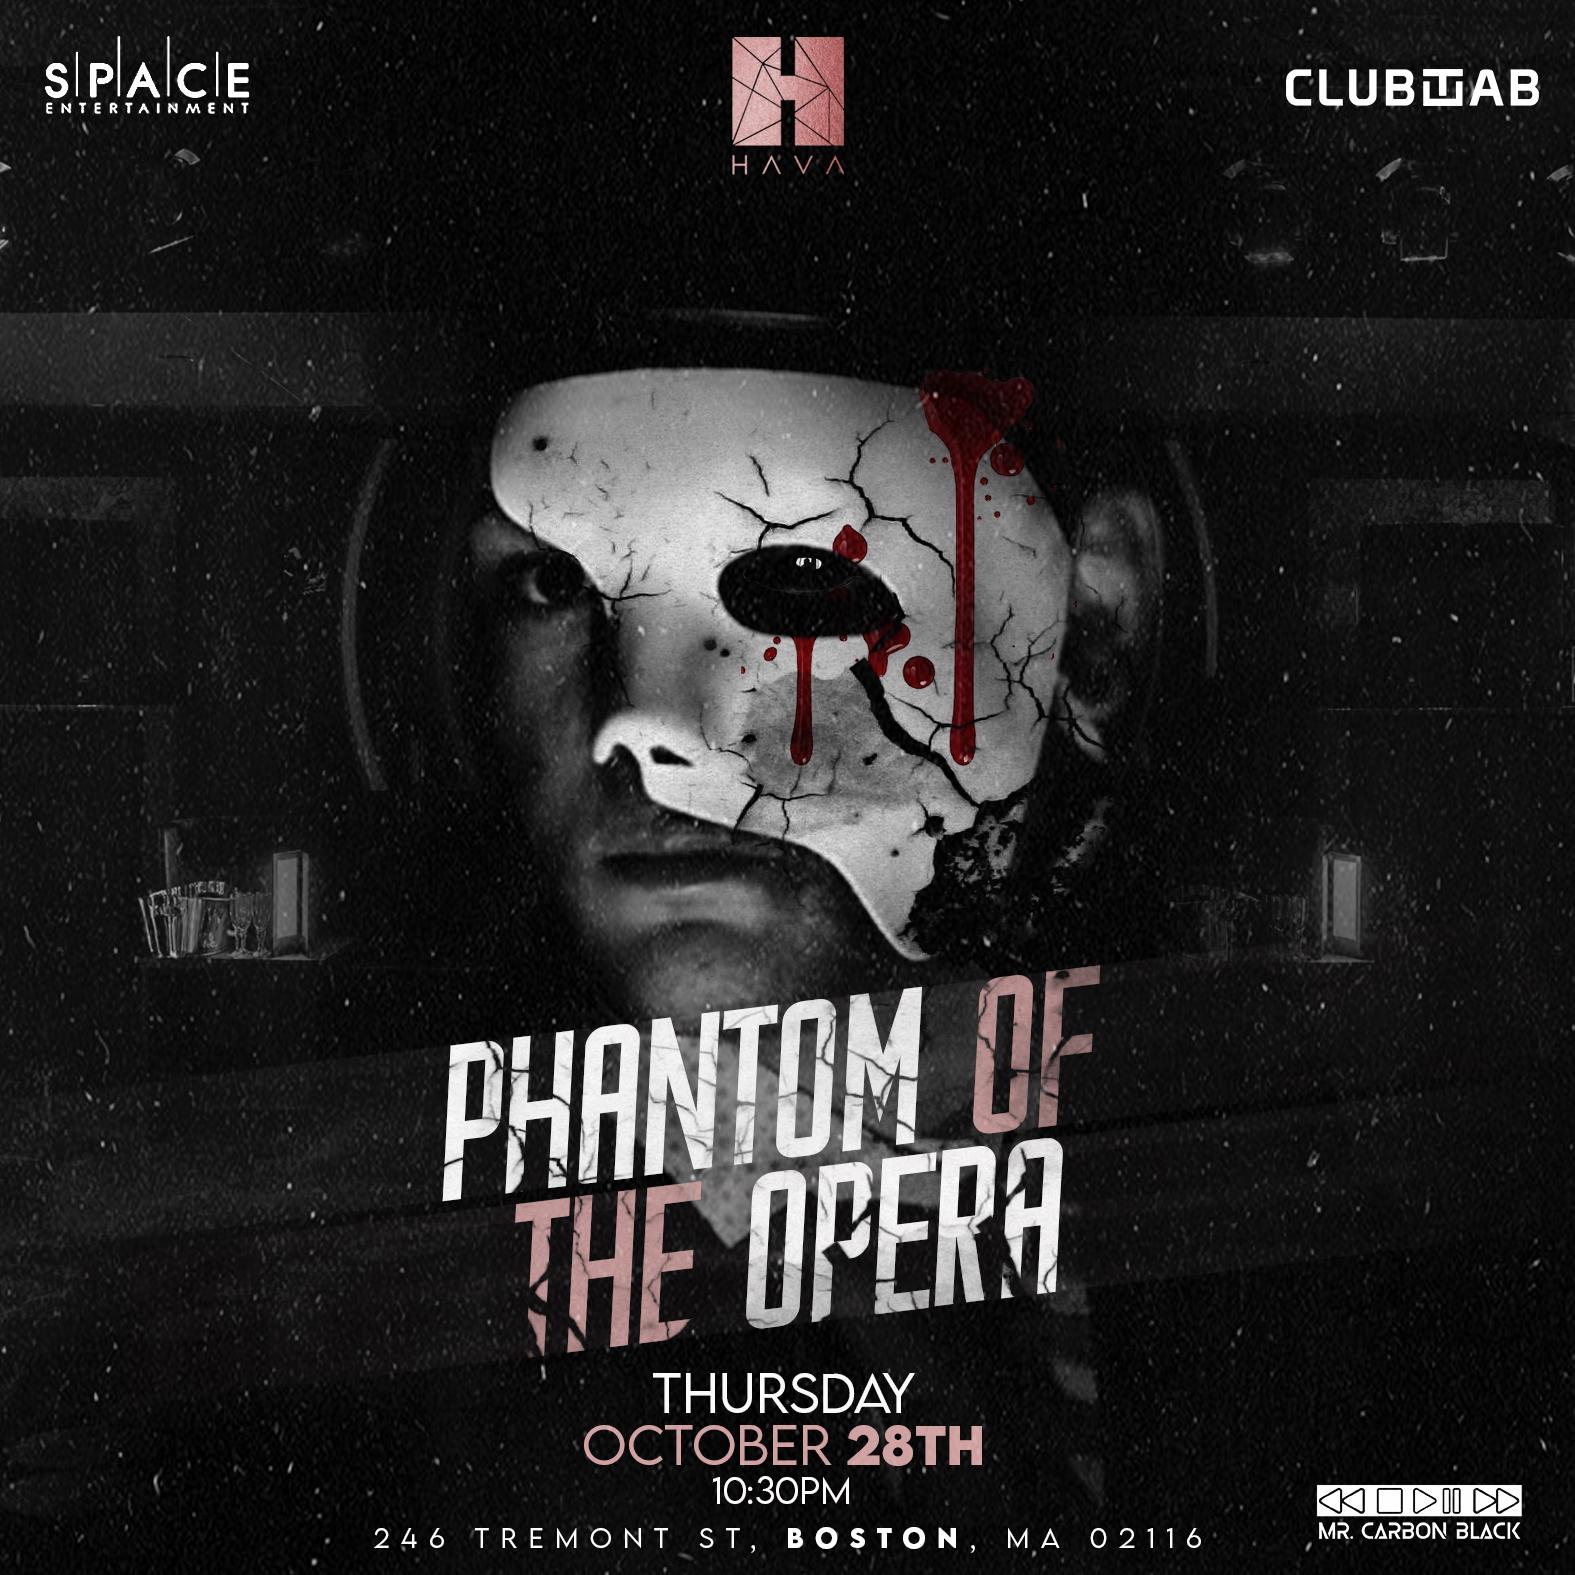 S|P|A|C|E
ENTERTAINMENT
H
HAVA
CLUBTAB
PHANTOM OF
THE OPERA
THURSDAY
OCTOBER 28TH
10:30PM
246 TREMONT ST, BOSTON, MA 02116
MR. CARBON BLACK